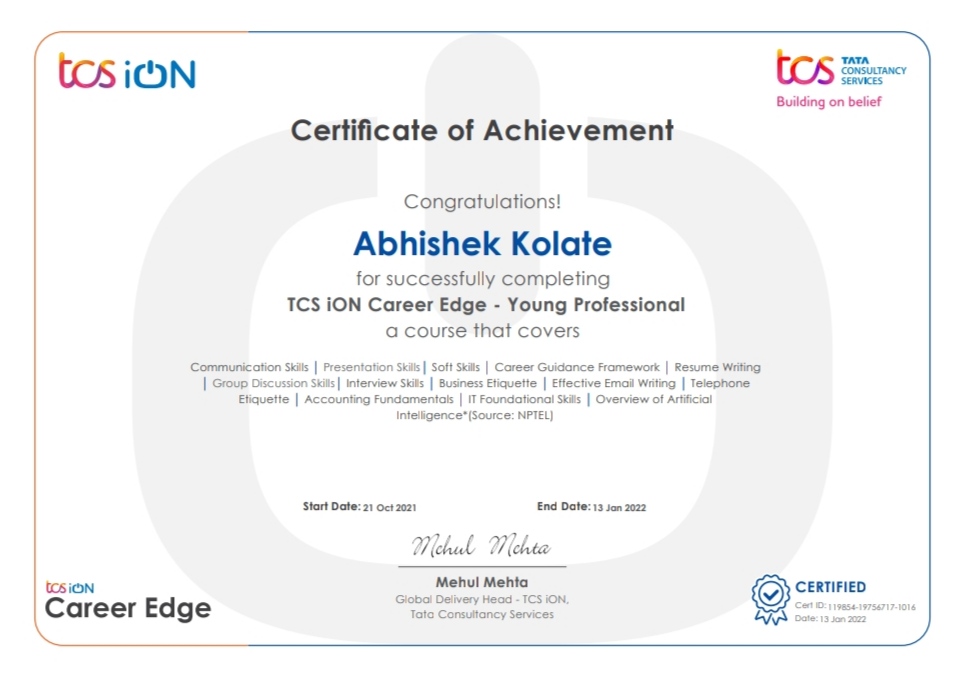 tcs iON
tcs TATA
CONSULTANCY
SERVICES
Building on belief
Certificate of Achievement
Congratulations!
Abhishek Kolate
for successfully completing
TCS iON Career Edge - Young Professional
a course that covers
Communication Skills | Presentation Skills | Soft Skills | Career Guidance Framework | Resume Writing
| Group Discussion Skills | Interview Skills | Business Etiquette | Effective Email Writing | Telephone
Etiquette | Accounting Fundamentals | IT Foundational Skills | Overview of Artificial
Intelligence*(Source: NPTEL)
Start Date: 21 Oct 2021
End Date: 13 Jan 2022
Mehul Mehta
Mehul Mehta
Global Delivery Head - TCS iON,
Tata Consultancy Services
tcs iON
Career Edge
CERTIFIED
Cert ID: 119854-19756717-1016
Date: 13 Jan 2022